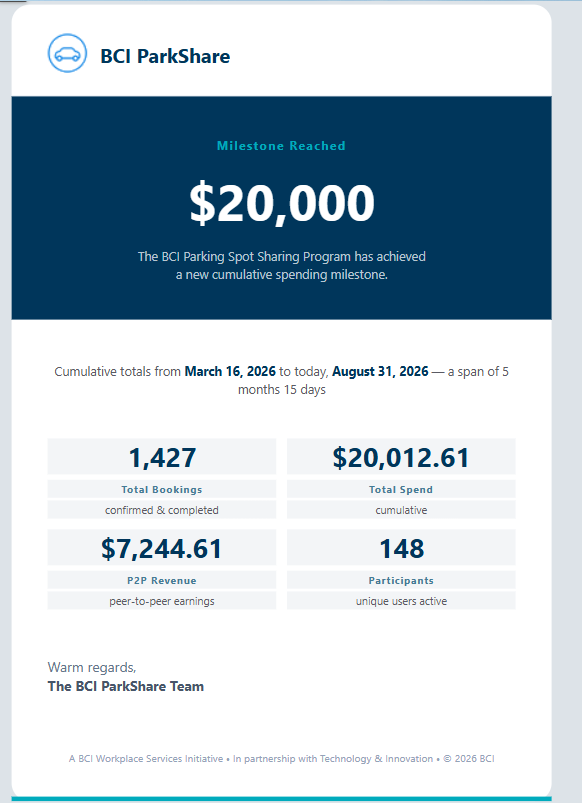 BCI ParkShare
Milestone Reached
$20,000
The BCI Parking Spot Sharing Program has achieved
a new cumulative spending milestone.
Cumulative totals from March 16, 2026 to today, August 31, 2026 — a span of 5
months 15 days
1,427
Total Bookings
confirmed & completed
$20,012.61
Total Spend
cumulative
$7,244.61
P2P Revenue
peer-to-peer earnings
148
Participants
unique users active
Warm regards,
The BCI ParkShare Team
A BCI Workplace Services Initiative • In partnership with Technology & Innovation • © 2026 BCI